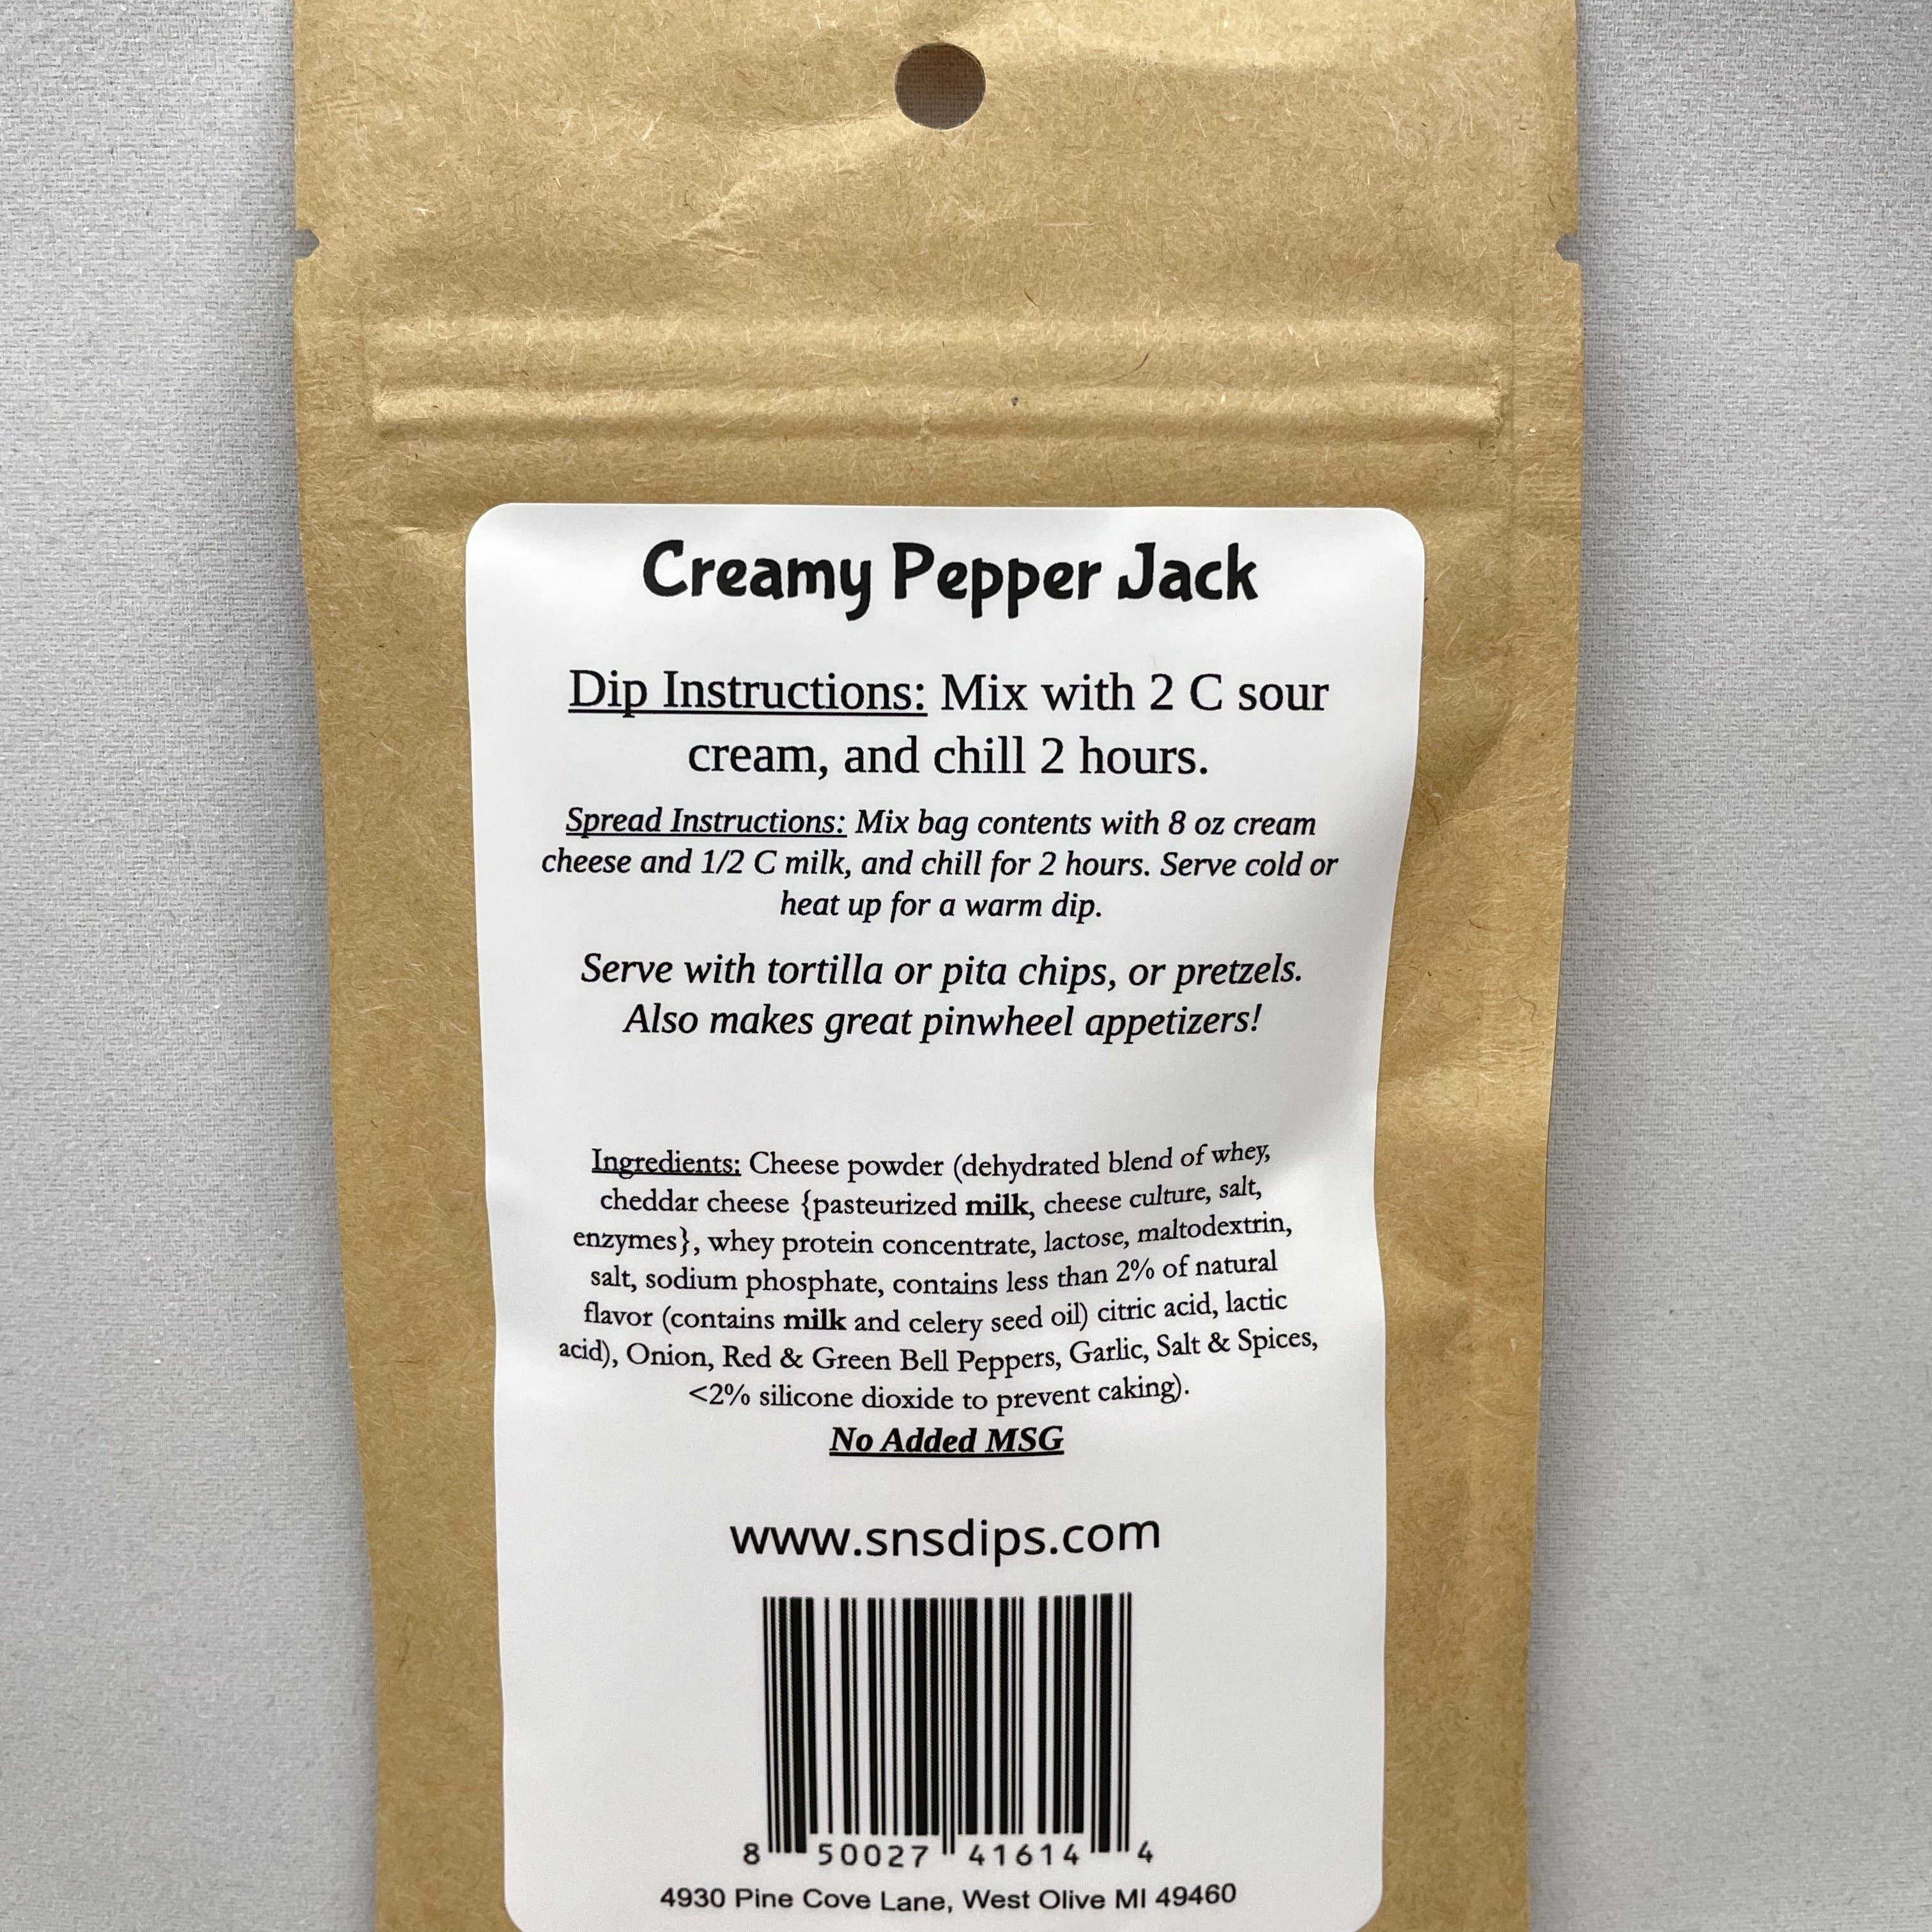 Creamy Pepper Jack
Dip Instructions: Mix with 2 C sour
cream, and chill 2 hours.
Spread Instructions: Mix bag contents with 8 oz cream
cheese and 1/2 C milk, and chill for 2 hours. Serve cold or
heat up for a warm dip.
Serve with tortilla or pita chips, or pretzels.
Also makes great pinwheel appetizers!
Ingredients: Cheese powder (dehydrated blend of whey,
cheddar cheese {pasteurized milk, cheese culture, salt,
enzymes}, whey protein concentrate, lactose, maltodextrin,
salt, sodium phosphate, contains less than 2% of natural
flavor (contains milk and celery seed oil) citric acid, lactic
acid), Onion, Red & Green Bell Peppers, Garlic, Salt & Spices,
<2% silicone dioxide to prevent caking).
No Added MSG
www.snsdips.com
8 50027 41614 4
4930 Pine Cove Lane, West Olive MI 49460